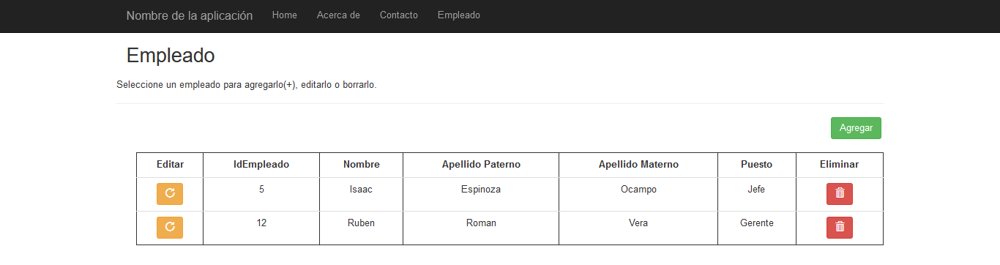 Nombre de la aplicación Home Acerca de Contacto Empleado
Empleado
Seleccione un empleado para agregarlo(+), editarlo o borrarlo.
Agregar
Editar IdEmpleado Nombre Apellido Paterno Apellido Materno Puesto Eliminar
5 Isaac Espinoza Ocampo Jefe
12 Ruben Roman Vera Gerente